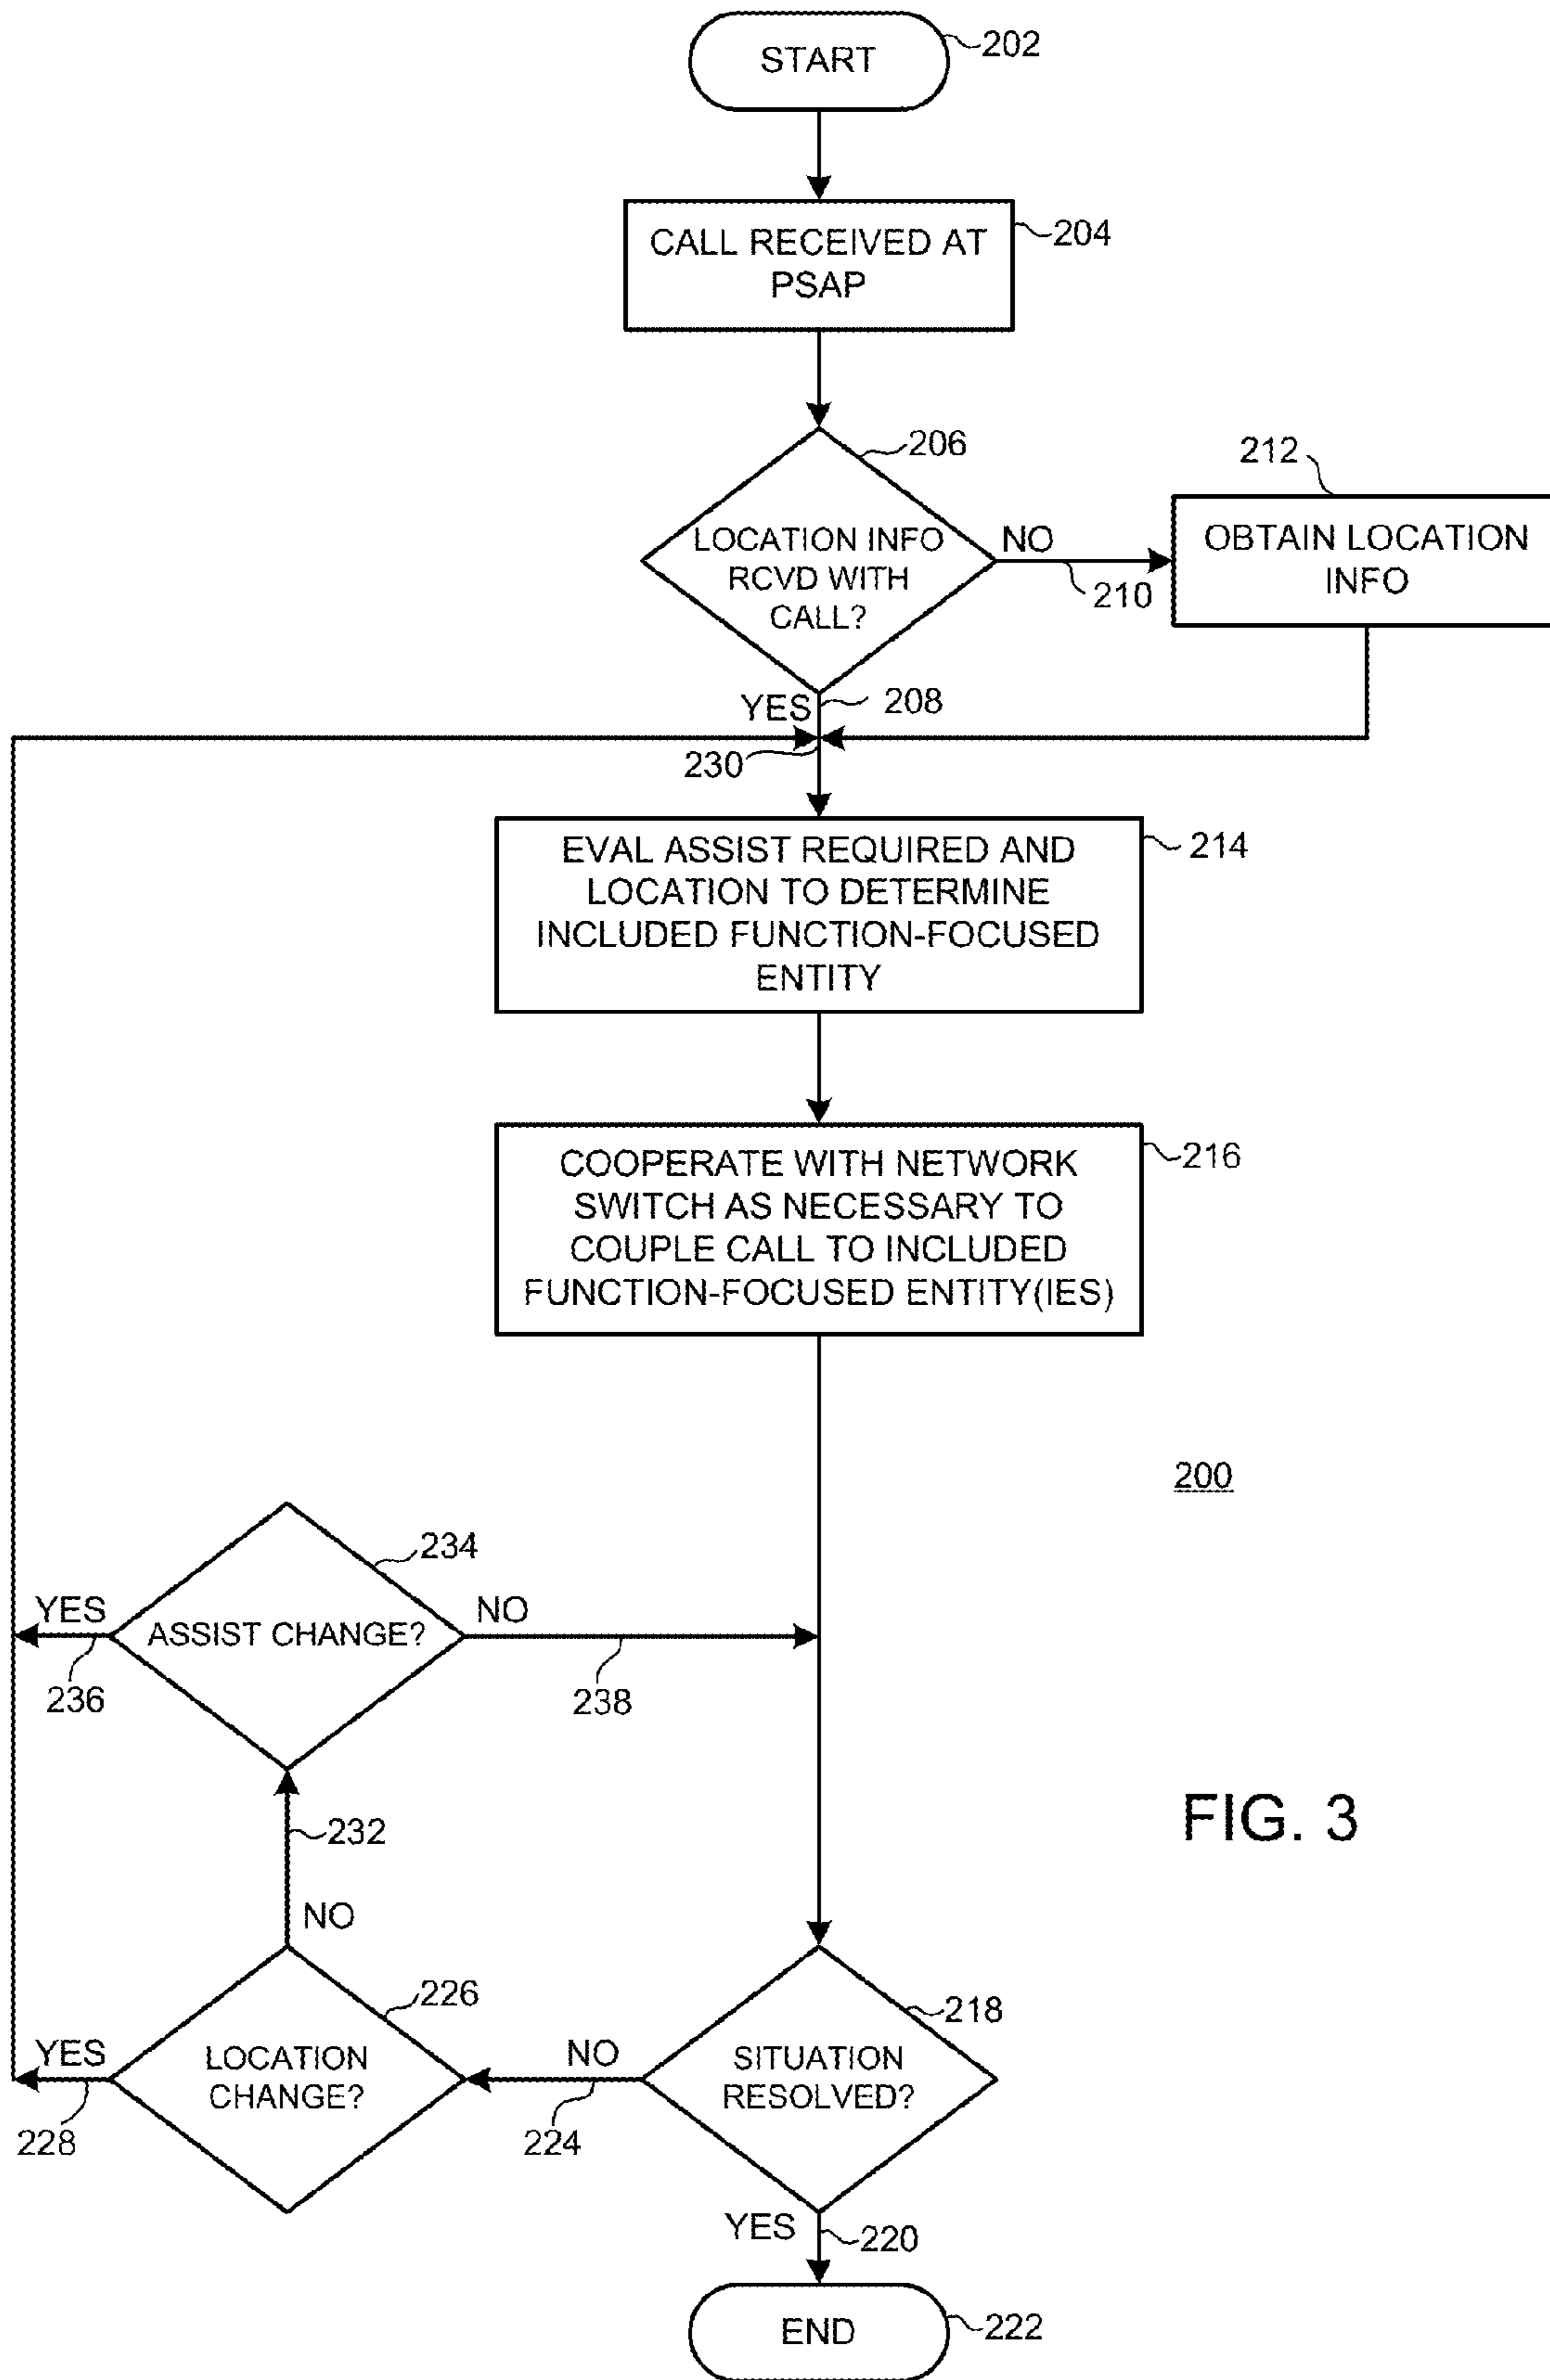 START
202
CALL RECEIVED AT
PSAP
204
206
LOCATION INFO
RCVD WITH
CALL?
NO
210
212
OBTAIN LOCATION
INFO
YES
208
230
EVAL ASSIST REQUIRED AND
LOCATION TO DETERMINE
INCLUDED FUNCTION-FOCUSED
ENTITY
214
COOPERATE WITH NETWORK
SWITCH AS NECESSARY TO
COUPLE CALL TO INCLUDED
FUNCTION-FOCUSED ENTITY(IES)
216
200
234
YES
ASSIST CHANGE?
NO
236
238
232
NO
FIG. 3
226
218
YES
LOCATION
CHANGE?
NO
SITUATION
RESOLVED?
228
224
YES
220
END
222